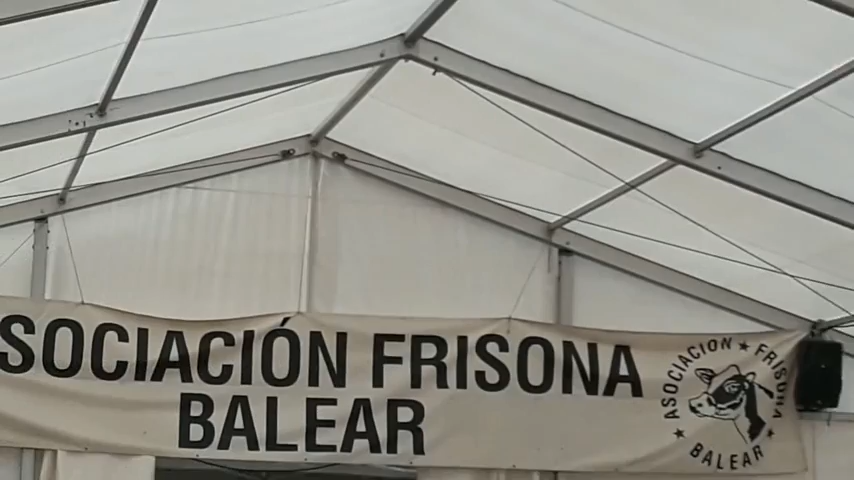 SOCIACIÓN FRISONA
BALEAR
ASOCIACION ★ FRISONA
★ BALEAR ★